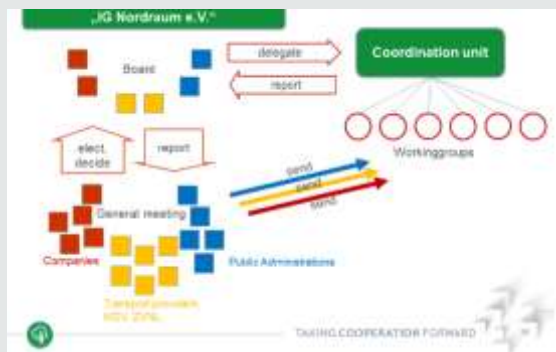 „IG Nordraum e.V."
Board
delegate
report
Coordination unit
elect,
decide
report
Workinggroups
send
send
send
General meeting
Companies
Public Administrations
Transport providers
TAKING COOPERATION FORWARD